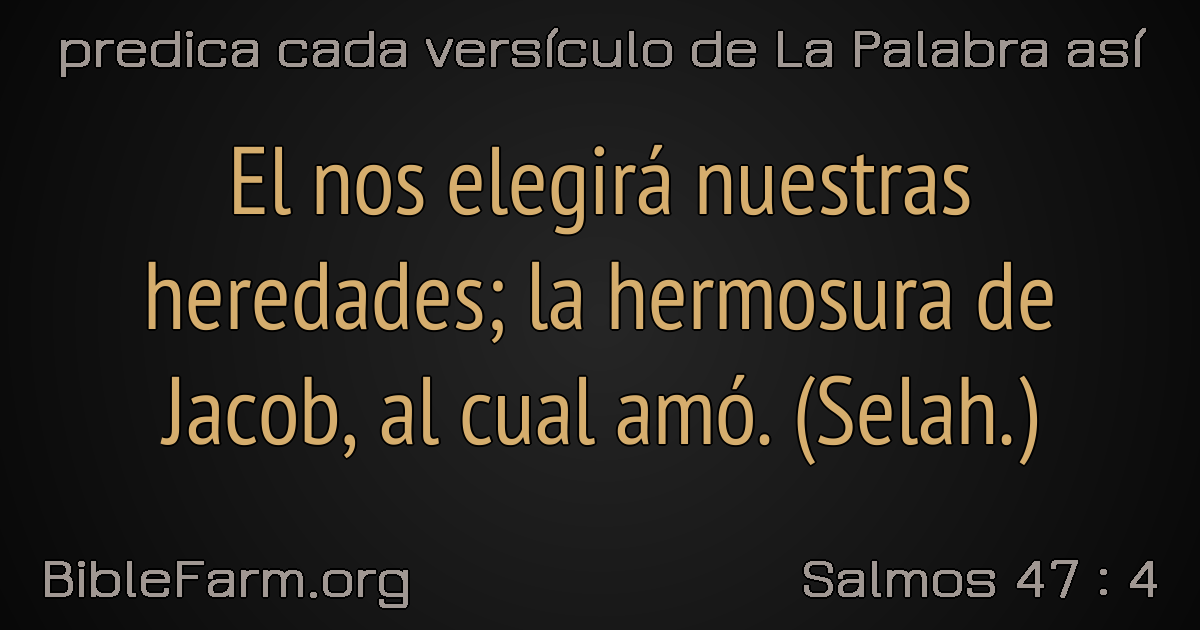 predica cada versículo de La Palabra así
El nos elegirá nuestras
heredades; la hermosura de
Jacob, al cual amó. (Selah.)
BibleFarm.org
Salmos 47 : 4